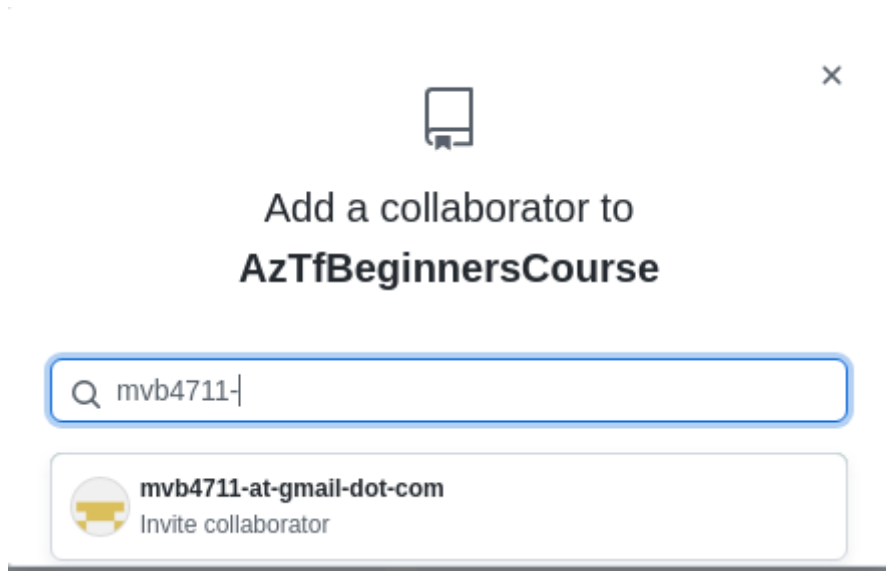 Add a collaborator to
AzTfBeginnersCourse
mvb4711-
mvb4711-at-gmail-dot-com
Invite collaborator